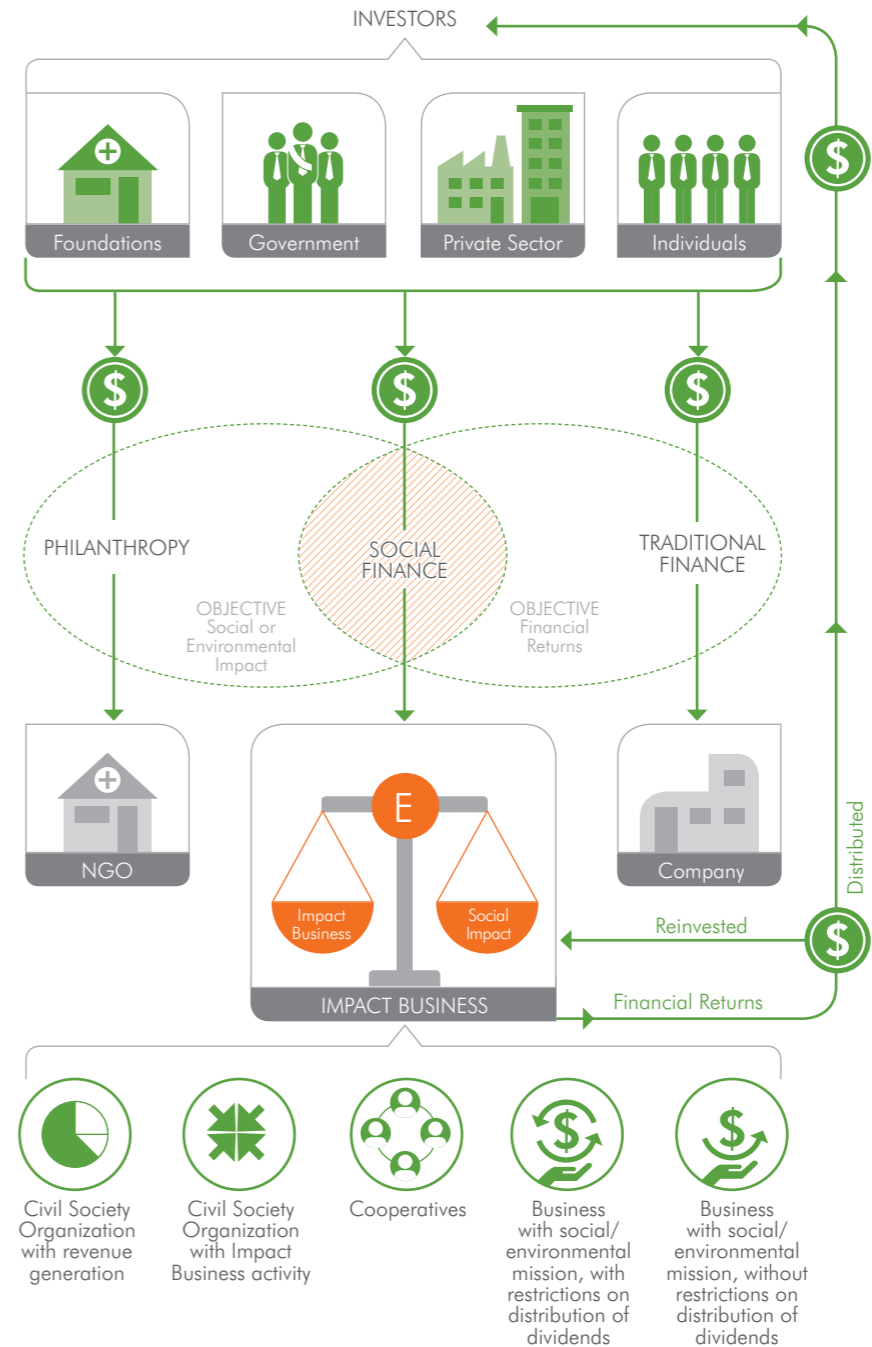 INVESTORS
$
Foundations
Government
Private Sector
Individuals
$
$
$
PHILANTHROPY
SOCIAL
FINANCE
TRADITIONAL
FINANCE
OBJECTIVE
Social or
Environmental
Impact
OBJECTIVE
Financial
Returns
E
Impact
Business
Social
Impact
NGO
Company
IMPACT BUSINESS
Distributed
Reinvested
$
Financial Returns
$
$
Civil Society
Organization
with revenue
generation
Civil Society
Organization
with Impact
Business activity
Cooperatives
Business
with social/
environmental
mission, with
restrictions on
distribution of
dividends
Business
with social/
environmental
mission, without
restrictions on
distribution of
dividends